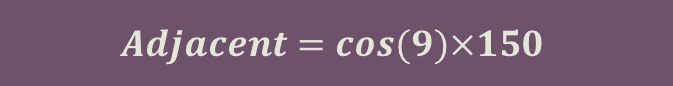 Adjacent = cos(9)×150